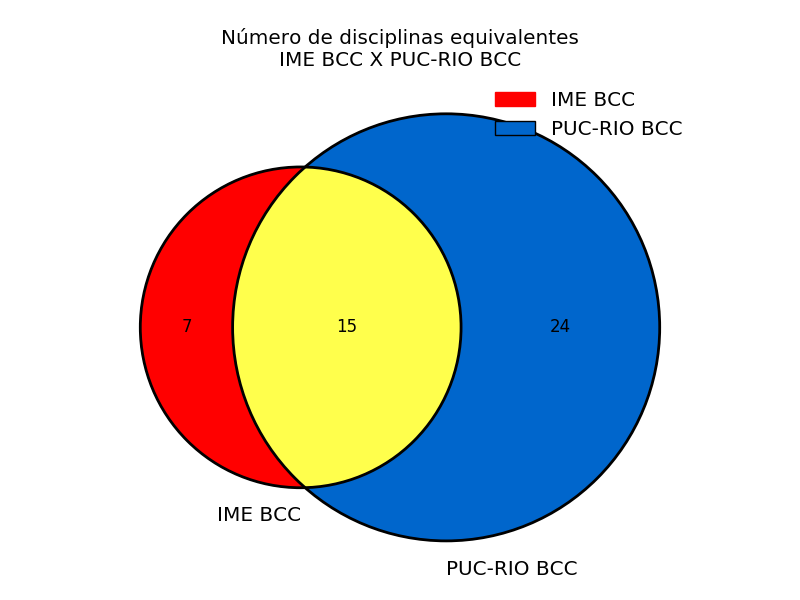 Número de disciplinas equivalentes
IME BCC X PUC-RIO BCC
IME BCC
PUC-RIO BCC
7
15
24
IME BCC
PUC-RIO BCC